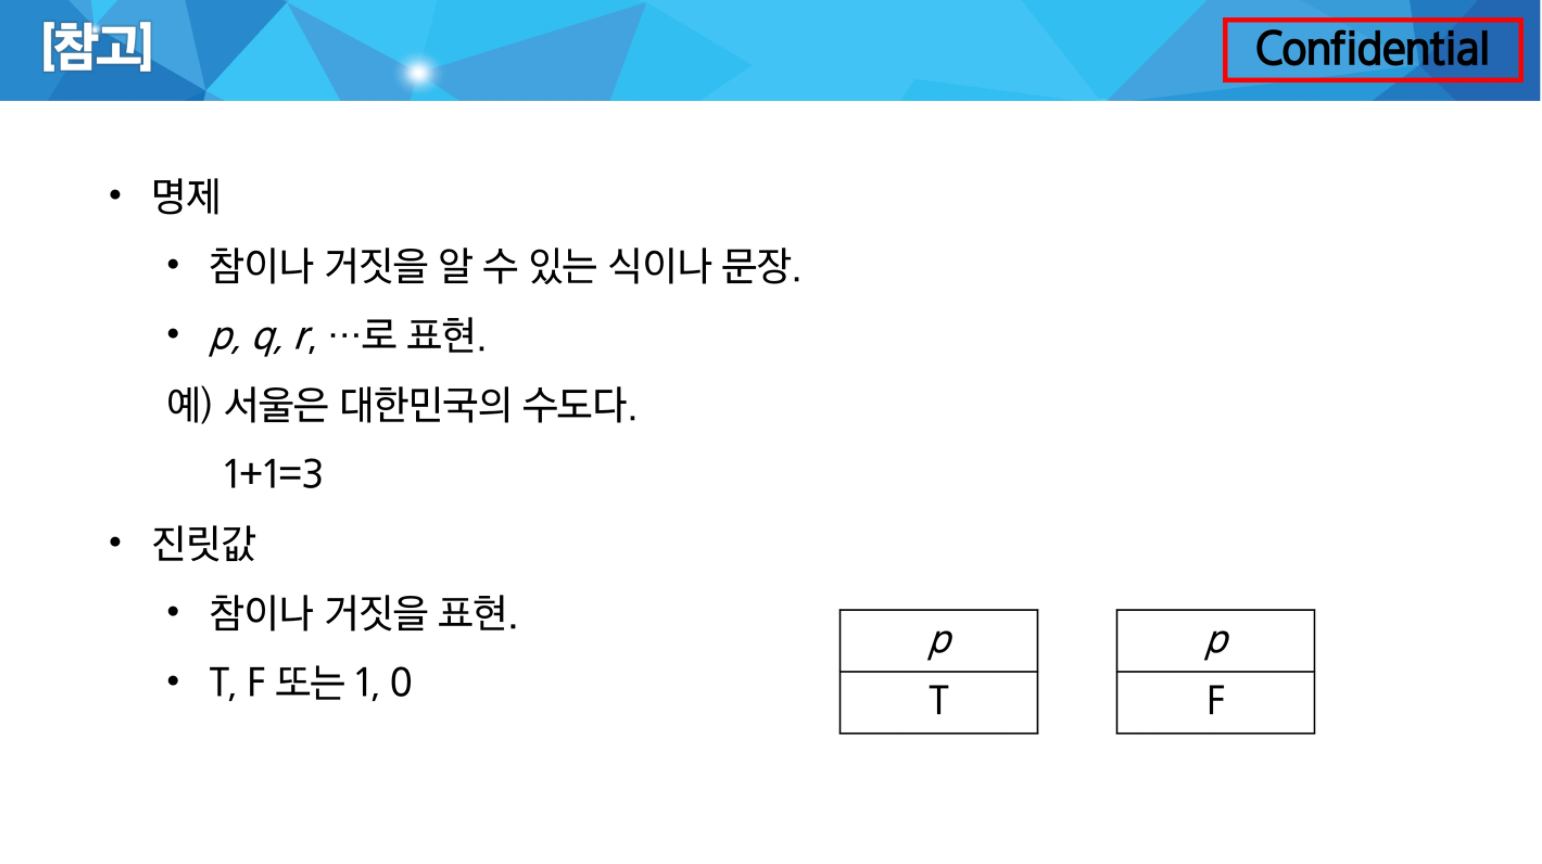 [참고]
Confidential
• 명제
• 참이나 거짓을 알 수 있는 식이나 문장.
• p, q, r, …로 표현.
예) 서울은 대한민국의 수도다.
1+1=3
• 진릿값
• 참이나 거짓을 표현.
• T, F 또는 1, 0
p p
T F